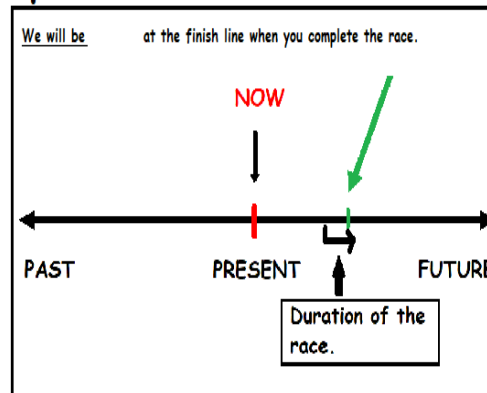 We will be at the finish line when you complete the race.
NOW
PAST PRESENT FUTURE
Duration of the
race.